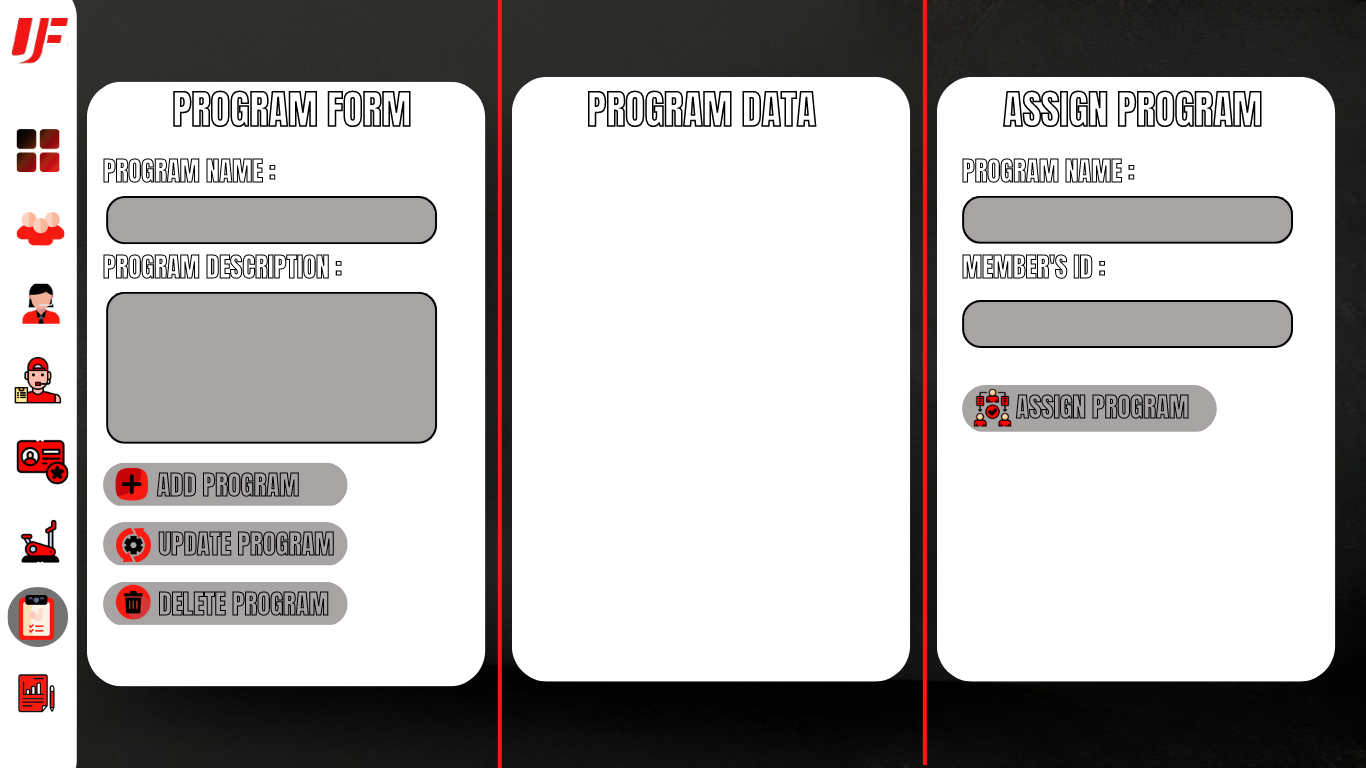 IJF
PROGRAM FORM
PROGRAM NAME :
PROGRAM DESCRIPTION :
ADD PROGRAM
UPDATE PROGRAM
DELETE PROGRAM
PROGRAM DATA
ASSIGN PROGRAM
PROGRAM NAME :
MEMBER'S ID :
ASSIGN PROGRAM